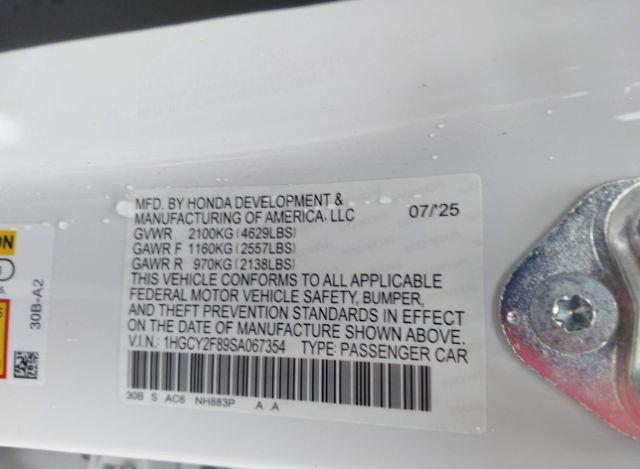 MFD. BY HONDA DEVELOPMENT &
MANUFACTURING OF AMERICA, LLC 07/'25
GVWR 2100KG (4629LBS)
GAWR F 1160KG (2557LBS)
GAWR R 970KG (2138LBS)
THIS VEHICLE CONFORMS TO ALL APPLICABLE
FEDERAL MOTOR VEHICLE SAFETY, BUMPER,
AND THEFT PREVENTION STANDARDS IN EFFECT
ON THE DATE OF MANUFACTURE SHOWN ABOVE.
V.I.N.: 1HGCY2F89SA067354 TYPE: PASSENGER CAR
30B S AC6 NH883P A A
30B-A2
ON